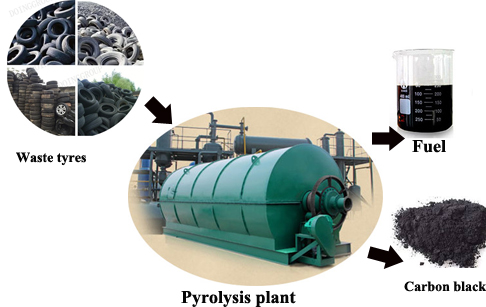 Waste tyres
Fuel
Pyrolysis plant
Carbon black